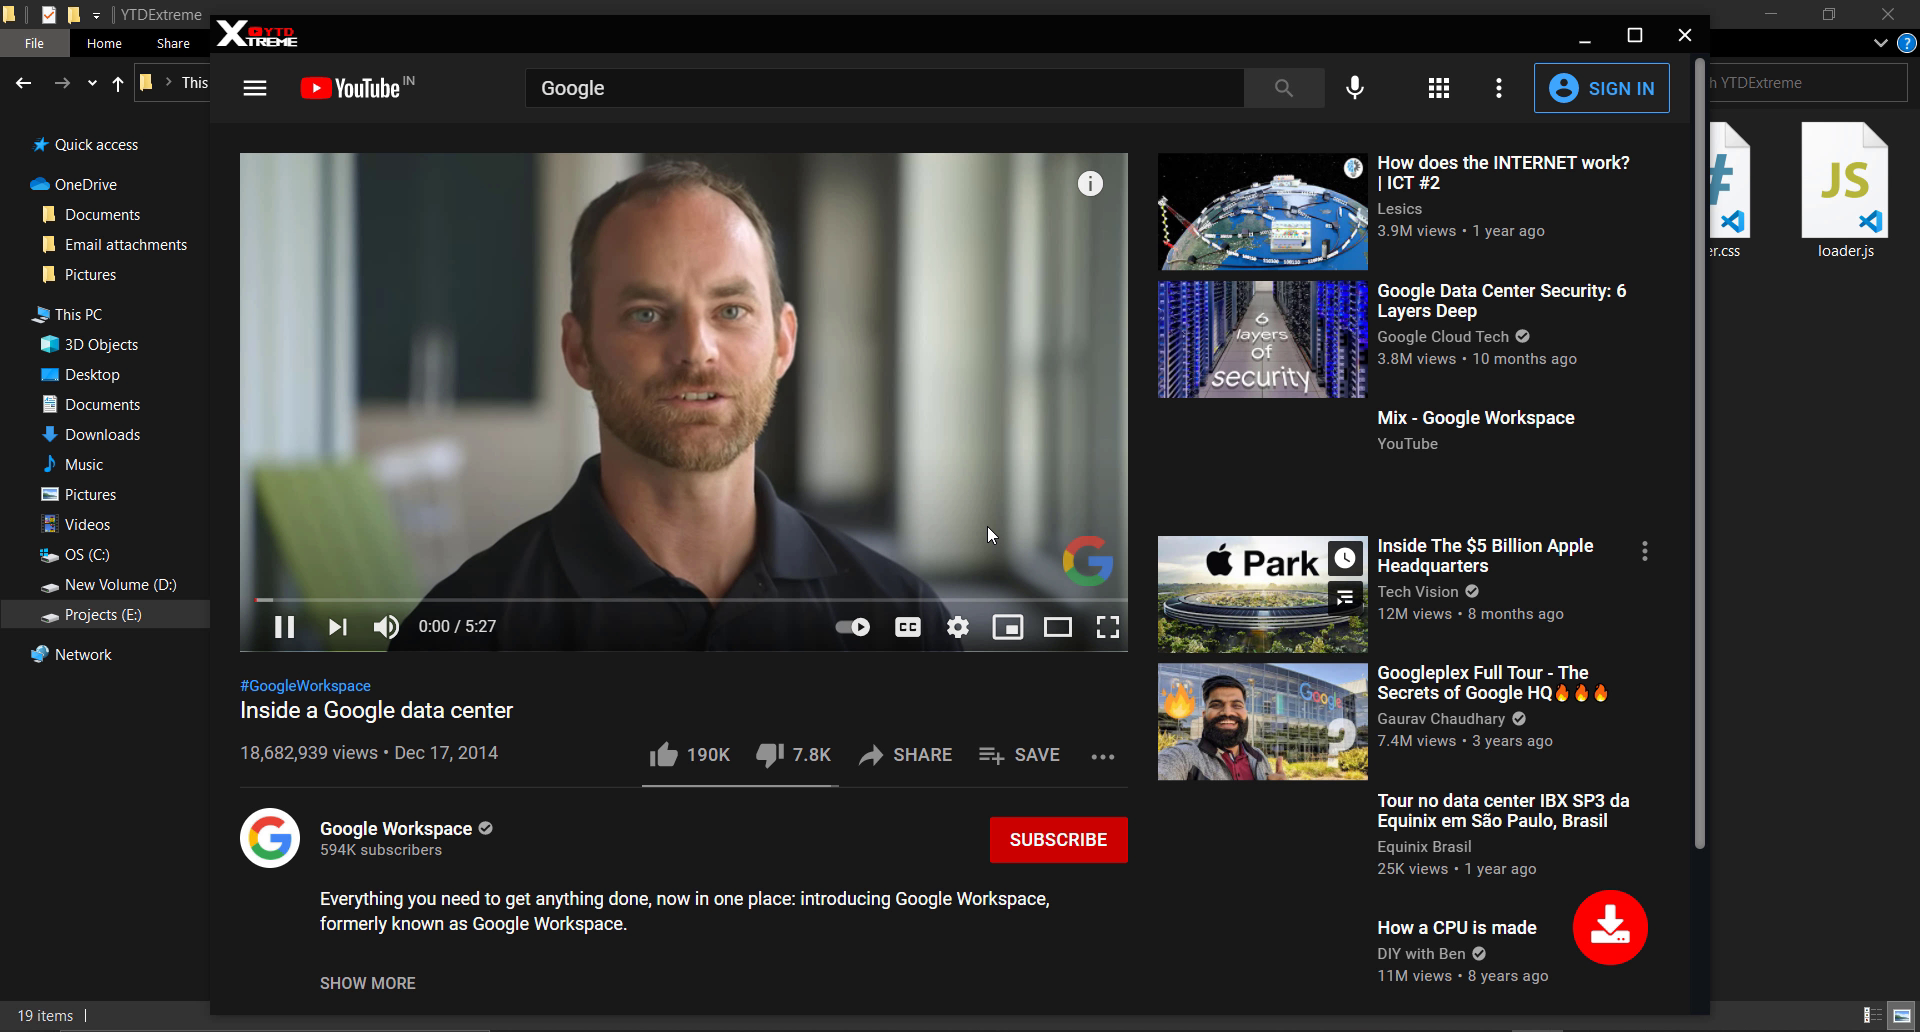 YTDExtreme
File
Home
Share
This
h YTDExtreme
Quick access
OneDrive
Documents
Email attachments
Pictures
This PC
3D Objects
Desktop
Documents
Downloads
Music
Pictures
Videos
OS (C:)
New Volume (D:)
Projects (E:)
Network
19 items
er.css
JS
loader.js
X YTD
XTREME
YouTube IN
Google
SIGN IN
0:00 / 5:27
CC
#GoogleWorkspace
Inside a Google data center
18,682,939 views • Dec 17, 2014
190K
7.8K
SHARE
SAVE
Google Workspace
594K subscribers
SUBSCRIBE
Everything you need to get anything done, now in one place: introducing Google Workspace,
formerly known as Google Workspace.
SHOW MORE
How does the INTERNET work?
| ICT #2
Lesics
3.9M views • 1 year ago
6
layers
of
security
Google Data Center Security: 6
Layers Deep
Google Cloud Tech
3.8M views • 10 months ago
Mix - Google Workspace
YouTube
Park
Inside The $5 Billion Apple
Headquarters
Tech Vision
12M views • 8 months ago
Google
?
Googleplex Full Tour - The
Secrets of Google HQ🔥🔥🔥
Gaurav Chaudhary
7.4M views • 3 years ago
Tour no data center IBX SP3 da
Equinix em São Paulo, Brasil
Equinix Brasil
25K views • 1 year ago
How a CPU is made
DIY with Ben
11M views • 8 years ago